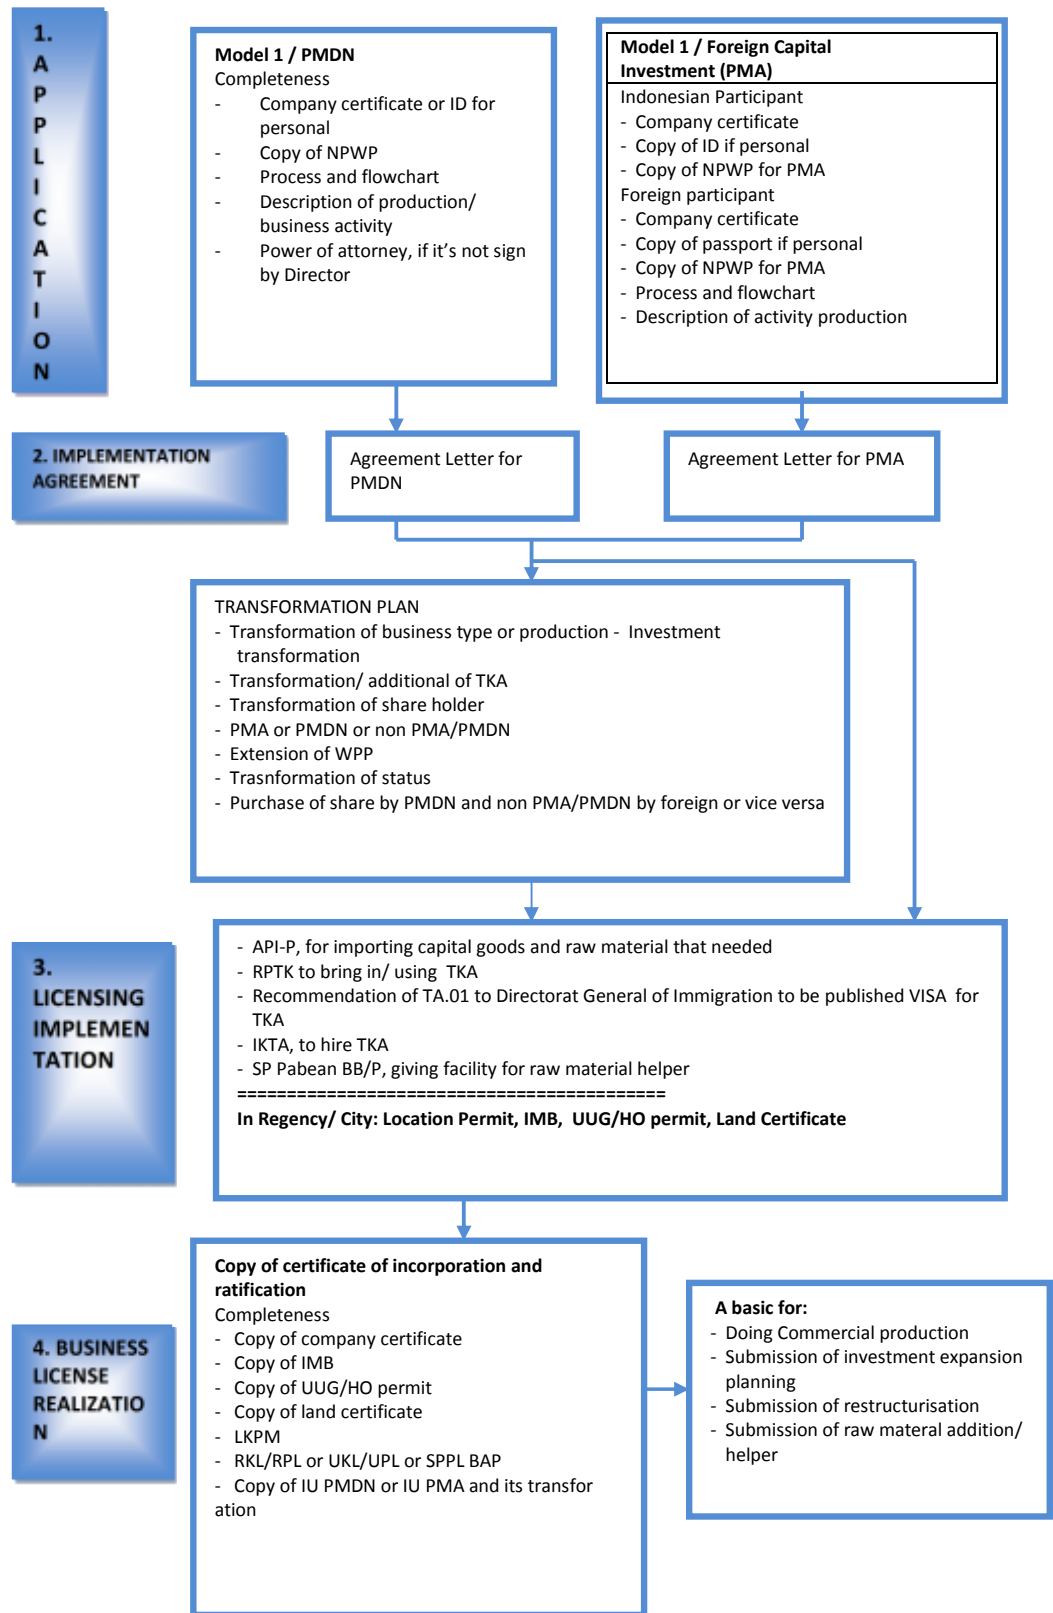 1.
A
P
P
L
I
C
A
T
I
O
N
Model 1 / PMDN
Completeness
- Company certificate or ID for
personal
- Copy of NPWP
- Process and flowchart
- Description of production/
business activity
- Power of attorney, if it's not sign
by Director
Model 1 / Foreign Capital
Investment (PMA)
Indonesian Participant
- Company certificate
- Copy of ID if personal
- Copy of NPWP for PMA
Foreign participant
- Company certificate
- Copy of passport if personal
- Copy of NPWP for PMA
- Process and flowchart
- Description of activity production
2. IMPLEMENTATION
AGREEMENT
Agreement Letter for
PMDN
Agreement Letter for PMA
TRANSFORMATION PLAN
- Transformation of business type or production - Investment
transformation
- Transformation/ additional of TKA
- Transformation of share holder
- PMA or PMDN or non PMA/PMDN
- Extension of WPP
- Trasnformation of status
- Purchase of share by PMDN and non PMA/PMDN by foreign or vice versa
3.
LICENSING
IMPLEMEN
TATION
- API-P, for importing capital goods and raw material that needed
- RPTK to bring in/ using TKA
- Recommendation of TA.01 to Directorat General of Immigration to be published VISA for
TKA
- IKTA, to hire TKA
- SP Pabean BB/P, giving facility for raw material helper
===========================================
In Regency/ City: Location Permit, IMB, UUG/HO permit, Land Certificate
4. BUSINESS
LICENSE
REALIZATIO
N
Copy of certificate of incorporation and
ratification
Completeness
- Copy of company certificate
- Copy of IMB
- Copy of UUG/HO permit
- Copy of land certificate
- LKPM
- RKL/RPL or UKL/UPL or SPPL BAP
- Copy of IU PMDN or IU PMA and its transfor
ation
A basic for:
- Doing Commercial production
- Submission of investment expansion
planning
- Submission of restructurisation
- Submission of raw materal addition/
helper